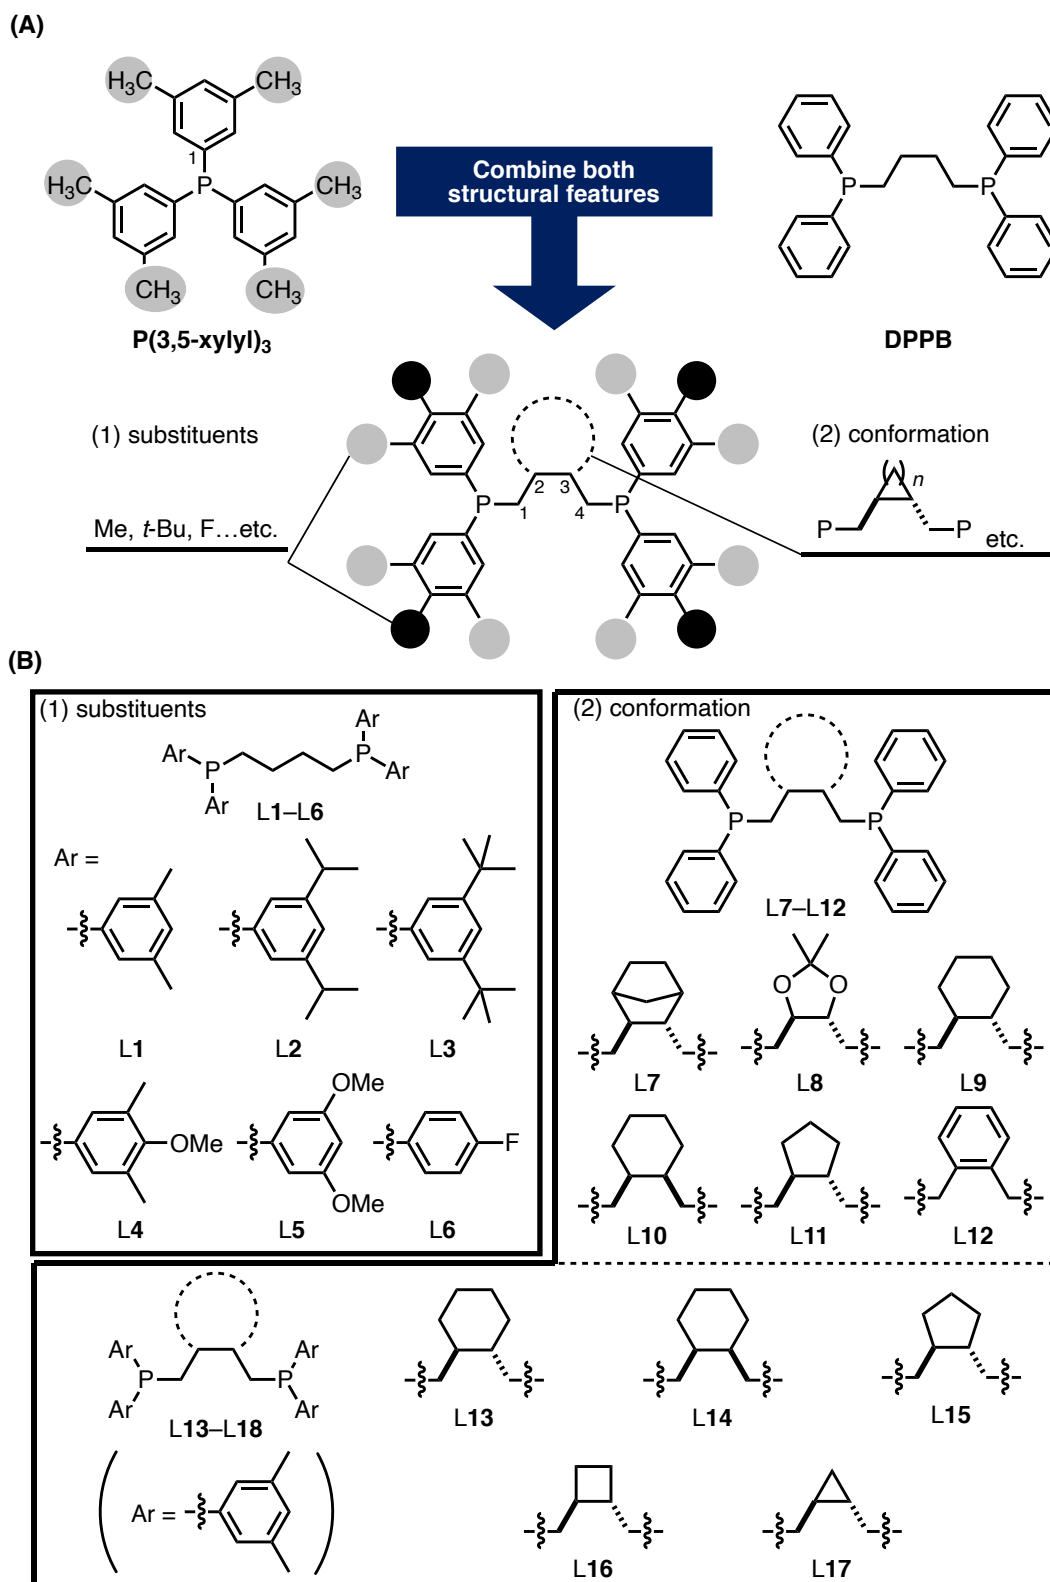 (A)
H₃C
CH₃
1
H₃C
P
CH₃
CH₃
CH₃
P(3,5-xylyl)₃
Combine both
structural features
P
P
DPPB
(1) substituents
Me, t-Bu, F...etc.
P
1
2
3
4
P
(2) conformation
n
P
P
etc.
(B)
(1) substituents
Ar
P
Ar
Ar
P
Ar
L1–L6
Ar =
L1
L2
L3
OMe
L4
OMe
OMe
L5
F
L6
(2) conformation
P
P
L7–L12
L7
O
O
L8
L9
L10
L11
L12
Ar
P
Ar
Ar
P
Ar
L13–L18
Ar =
L13
L14
L15
L16
L17